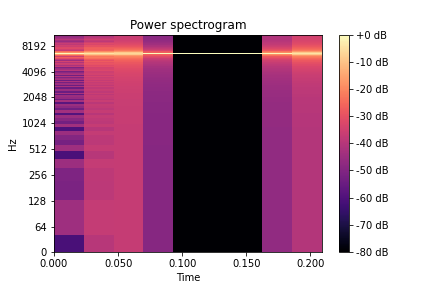 Power spectrogram
8192
4096
2048
1024
512
256
128
64
0
Hz
0.000 0.050 0.100 0.150 0.200
Time
+0 dB
-10 dB
-20 dB
-30 dB
-40 dB
-50 dB
-60 dB
-70 dB
-80 dB